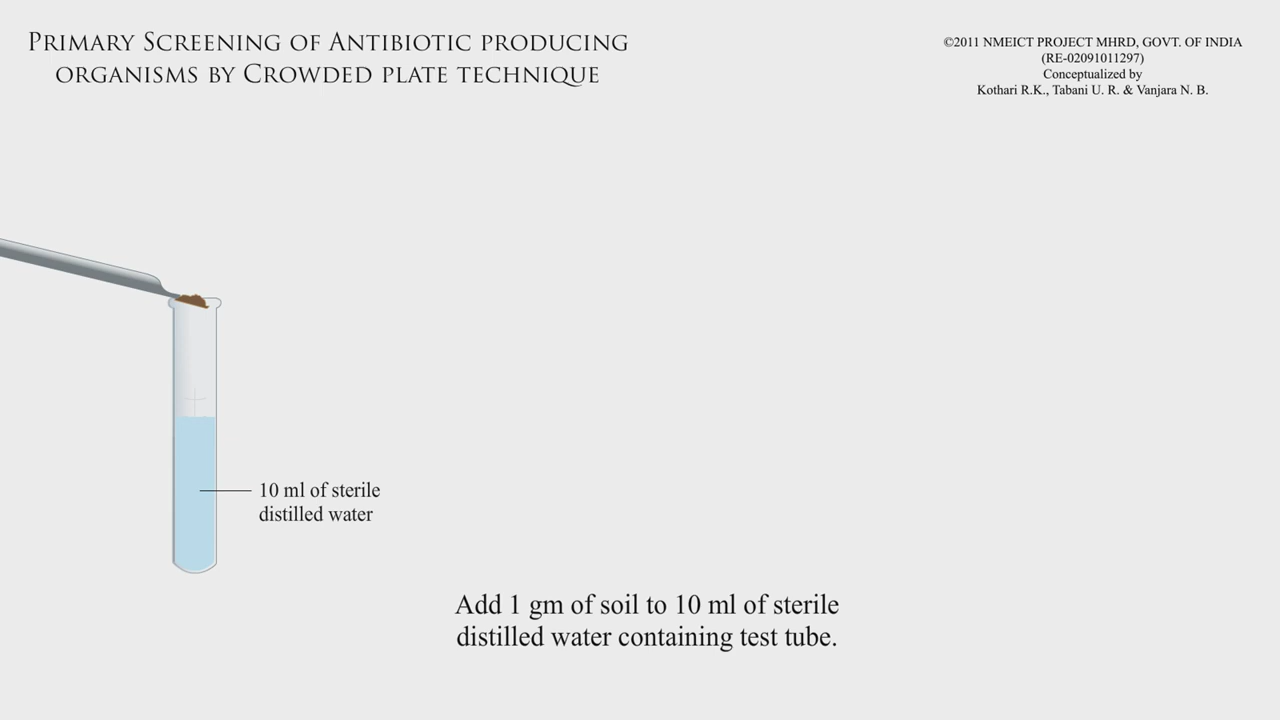 PRIMARY SCREENING OF ANTIBIOTIC PRODUCING
ORGANISMS BY CROWDED PLATE TECHNIQUE
©2011 NMEICT PROJECT MHRD, GOVT. OF INDIA
(RE-02091011297)
Conceptualized by
Kothari R.K., Tabani U. R. & Vanjara N. B.
10 ml of sterile
distilled water
Add 1 gm of soil to 10 ml of sterile
distilled water containing test tube.